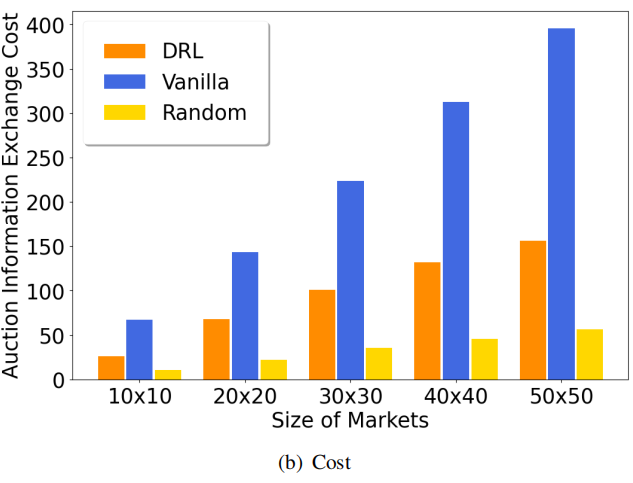 Auction Information Exchange Cost
400
350
300
250
200
150
100
50
0
DRL
Vanilla
Random
10x10 20x20 30x30 40x40 50x50
Size of Markets
(b) Cost